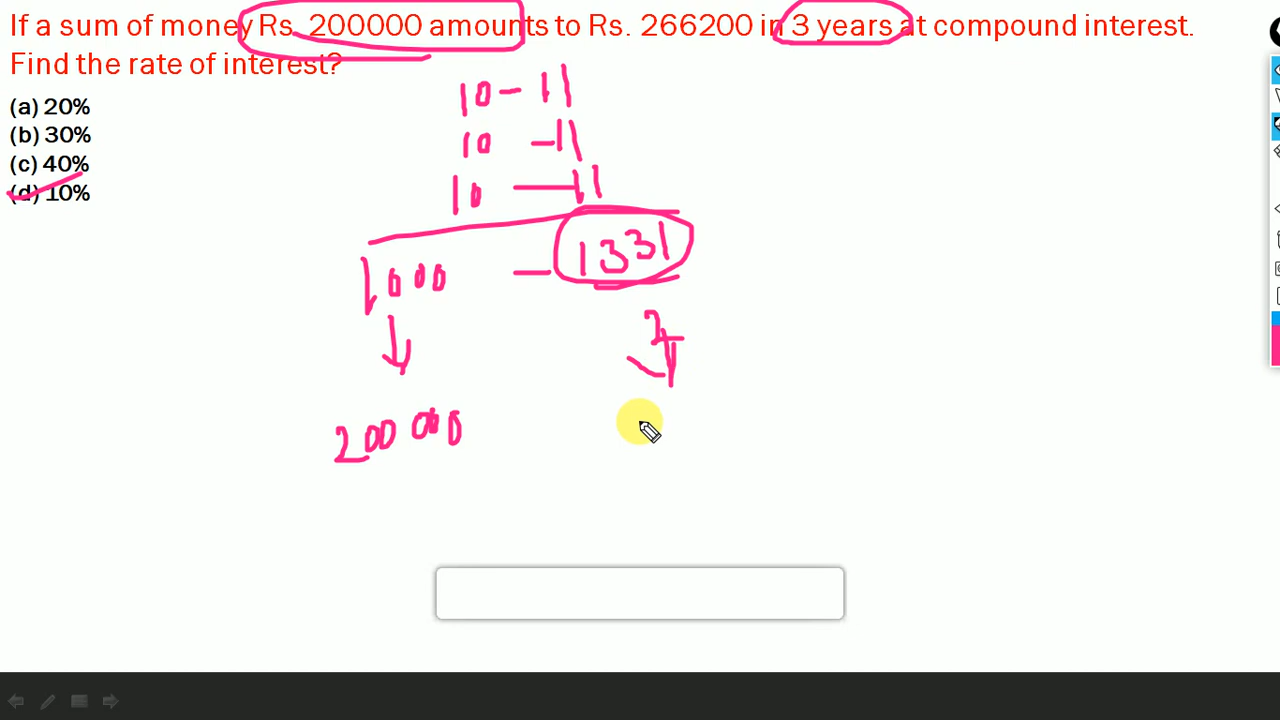 If a sum of money Rs. 200000 amounts to Rs. 266200 in 3 years at compound interest.
Find the rate of interest?
(a) 20%
(b) 30%
(c) 40%
(d) 10%
10 - 11
10 - 11
10 - 11
1000 - 1331
200000